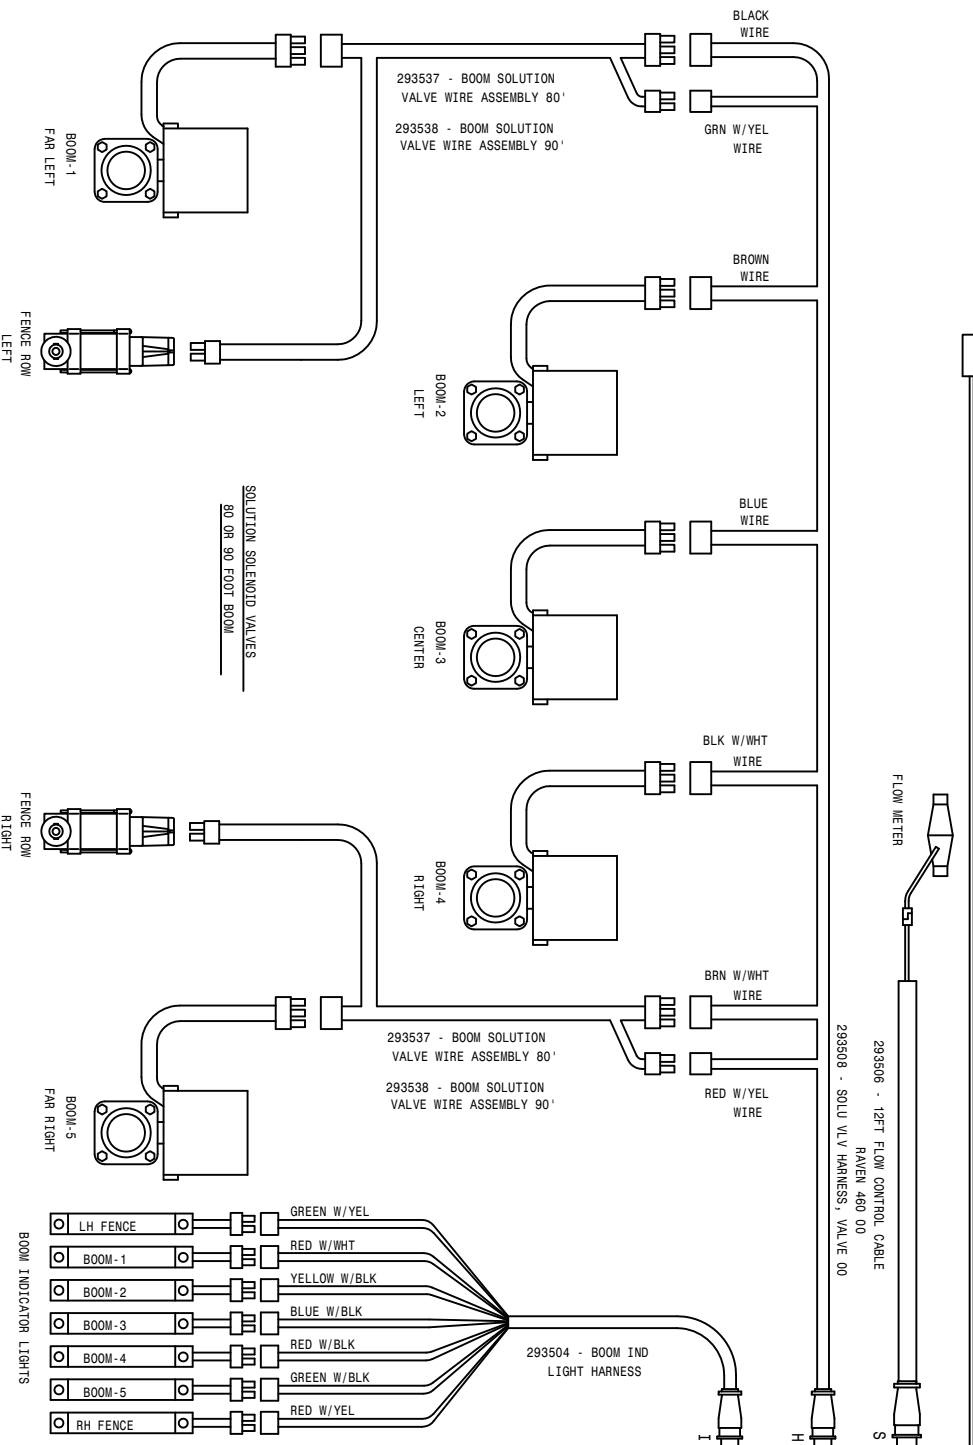 BLACK
WIRE
293537 - BOOM SOLUTION
VALVE WIRE ASSEMBLY 80'
293538 - BOOM SOLUTION
VALVE WIRE ASSEMBLY 90'
GRN W/YEL
WIRE
BOOM-1
FAR LEFT
BROWN
WIRE
FENCE ROW
LEFT
BOOM-2
LEFT
BLUE
WIRE
SOLUTION SOLENOID VALVES
80 OR 90 FOOT BOOM
BOOM-3
CENTER
BLK W/WHT
WIRE
FLOW METER
FENCE ROW
RIGHT
BOOM-4
RIGHT
BRN W/WHT
WIRE
293537 - BOOM SOLUTION
VALVE WIRE ASSEMBLY 80'
293538 - BOOM SOLUTION
VALVE WIRE ASSEMBLY 90'
RED W/YEL
WIRE
293506 - 12FT FLOW CONTROL CABLE
RAVEN 460 00
293508 - SOLU VLV HARNESS, VALVE 00
BOOM-5
FAR RIGHT
GREEN W/YEL
LH FENCE
RED W/WHT
BOOM-1
YELLOW W/BLK
BOOM-2
BLUE W/BLK
BOOM-3
RED W/BLK
BOOM-4
GREEN W/BLK
BOOM-5
RED W/YEL
RH FENCE
BOOM INDICATOR LIGHTS
293504 - BOOM IND
LIGHT HARNESS
I
H
S